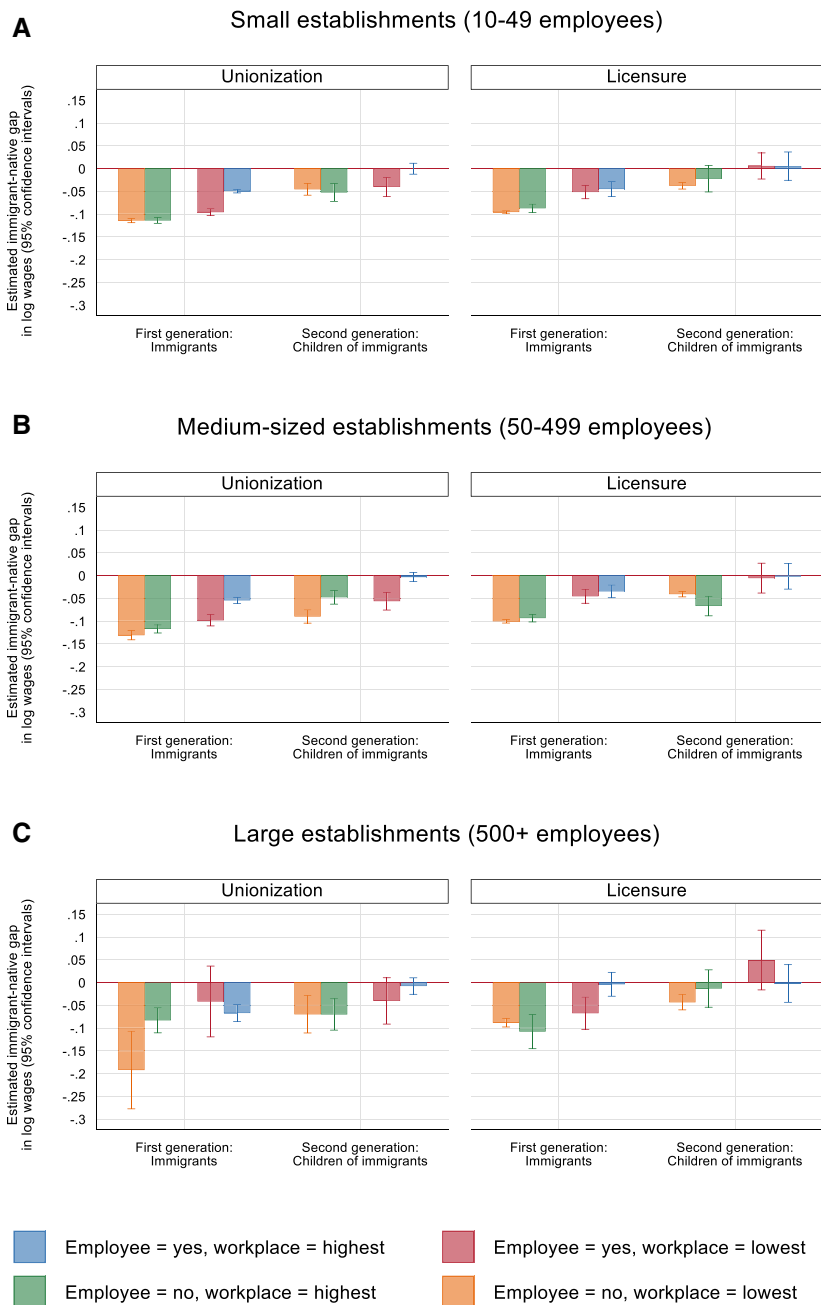 A
Small establishments (10-49 employees)
Estimated immigrant-native gap
in log wages (95% confidence intervals)
Unionization
Licensure
.15
.1
.05
0
-.05
-.1
-.15
-.2
-.25
-.3
First generation:
Immigrants
Second generation:
Children of immigrants
First generation:
Immigrants
Second generation:
Children of immigrants
B
Medium-sized establishments (50-499 employees)
Estimated immigrant-native gap
in log wages (95% confidence intervals)
Unionization
Licensure
.15
.1
.05
0
-.05
-.1
-.15
-.2
-.25
-.3
First generation:
Immigrants
Second generation:
Children of immigrants
First generation:
Immigrants
Second generation:
Children of immigrants
C
Large establishments (500+ employees)
Estimated immigrant-native gap
in log wages (95% confidence intervals)
Unionization
Licensure
.15
.1
.05
0
-.05
-.1
-.15
-.2
-.25
-.3
First generation:
Immigrants
Second generation:
Children of immigrants
First generation:
Immigrants
Second generation:
Children of immigrants
Employee = yes, workplace = highest
Employee = yes, workplace = lowest
Employee = no, workplace = highest
Employee = no, workplace = lowest